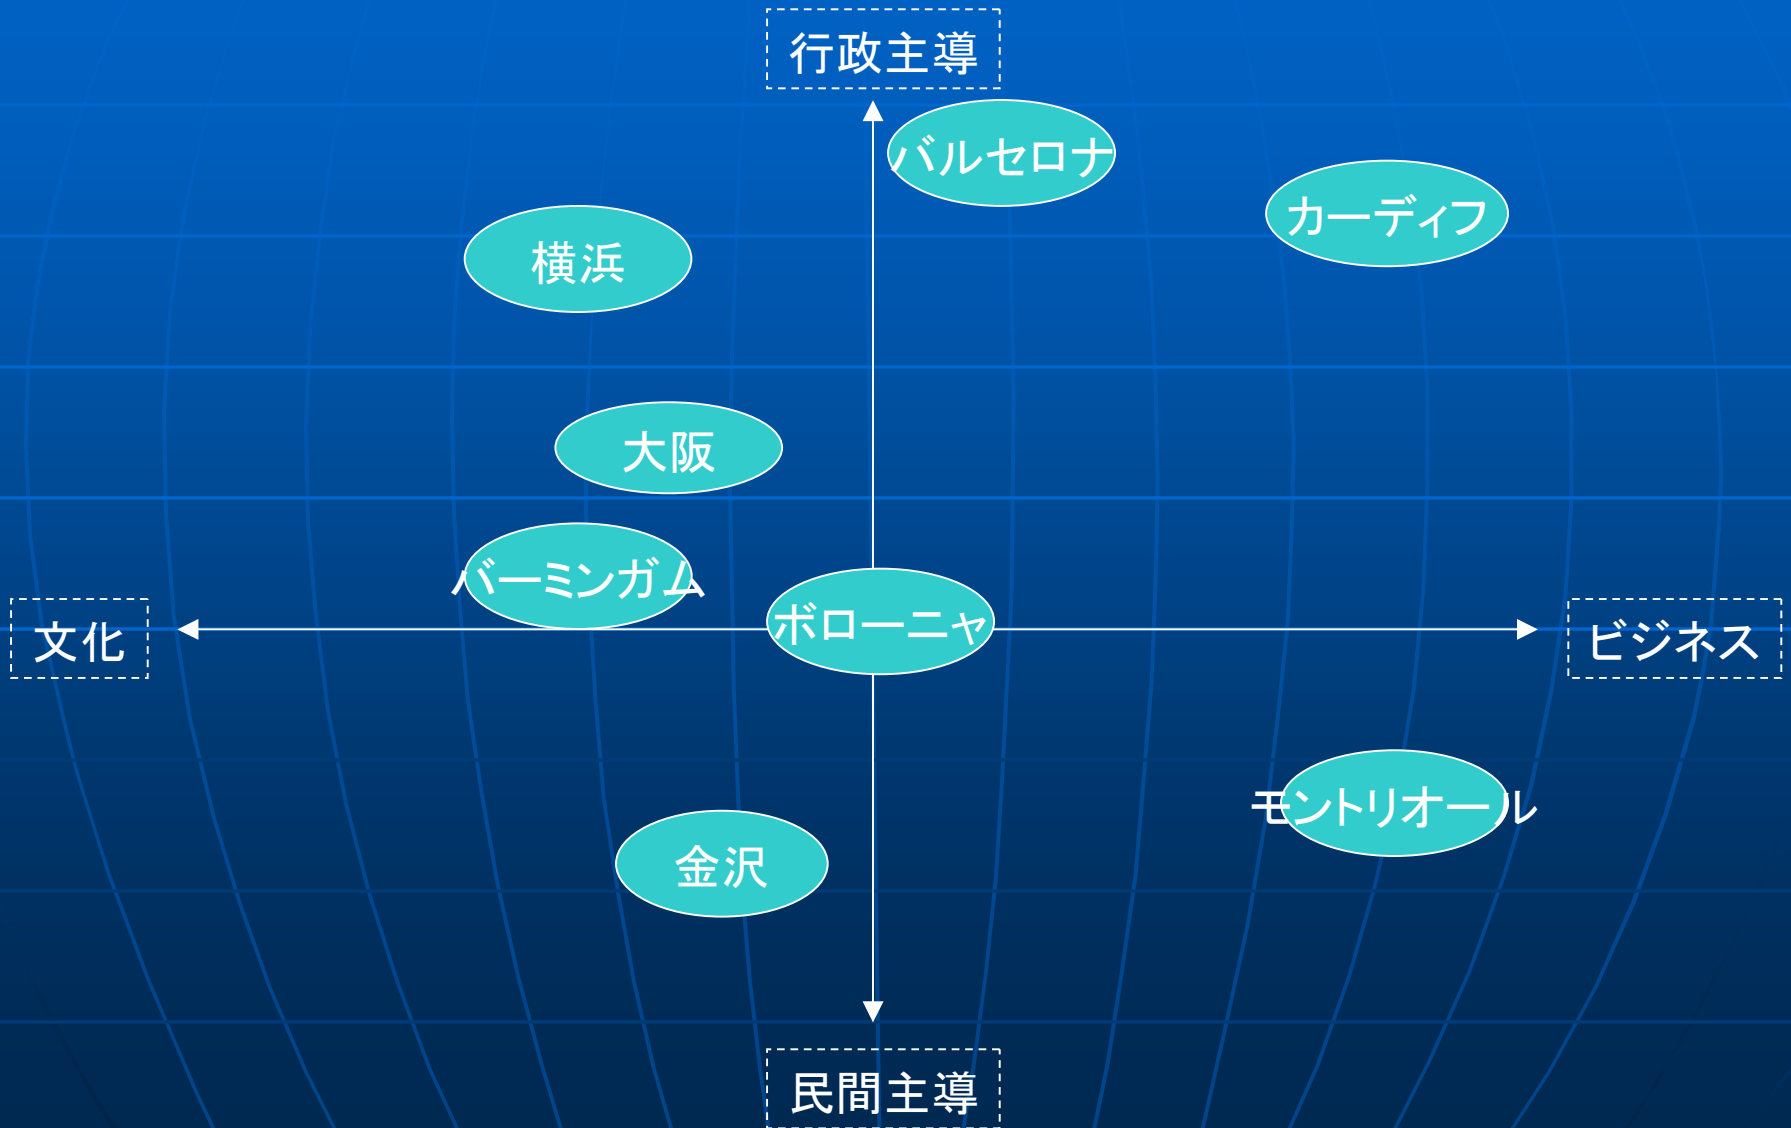 行政主導
バルセロナ
カーディフ
横浜
大阪
バーミンガム
ボローニャ
文化
ビジネス
モントリオール
金沢
民間主導